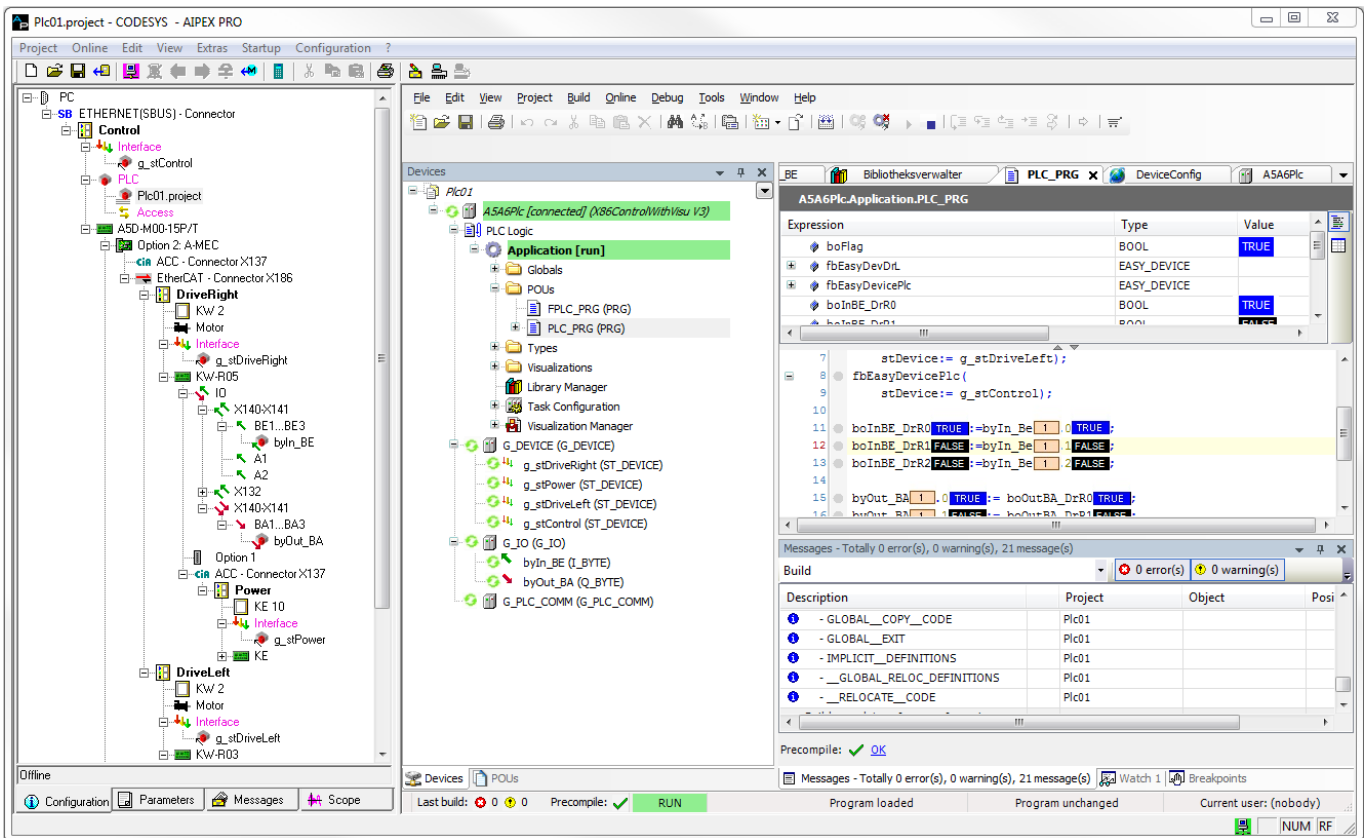 Plc01.project - CODESYS - AIPEX PRO
Project Online Edit View Extras Startup Configuration ?
PC
SB ETHERNET(SBUS) - Connector
Control
Interface
g_stControl
PLC
Plc01.project
Access
A5D-M00-15P/T
Option 2: A-MEC
CiA ACC - Connector X137
EtherCAT - Connector X186
DriveRight
KW 2
Motor
Interface
g_stDriveRight
KW-R05
IO
X140-X141
BE1...BE3
byIn_BE
A1
A2
X132
X140-X141
BA1...BA3
byOut_BA
Option 1
CiA ACC - Connector X137
Power
KE 10
Interface
g_stPower
KE
DriveLeft
KW 2
Motor
Interface
g_stDriveLeft
KW-R03
Offline
Configuration Parameters Messages Scope
File Edit View Project Build Online Debug Tools Window Help
Devices
Plc01
A5A6Plc [connected] (X86ControlWithVisu V3)
PLC Logic
Application [run]
Globals
POUs
FPLC_PRG (PRG)
PLC_PRG (PRG)
Types
Visualizations
Library Manager
Task Configuration
Visualization Manager
G_DEVICE (G_DEVICE)
g_stDriveRight (ST_DEVICE)
g_stPower (ST_DEVICE)
g_stDriveLeft (ST_DEVICE)
g_stControl (ST_DEVICE)
G_IO (G_IO)
byIn_BE (I_BYTE)
byOut_BA (Q_BYTE)
G_PLC_COMM (G_PLC_COMM)
Devices POUs
_BE Bibliotheksverwalter PLC_PRG DeviceConfig A5A6Plc
A5A6Plc.Application.PLC_PRG
Expression Type Value
boFlag BOOL TRUE
fbEasyDevDrL EASY_DEVICE
fbEasyDevicePlc EASY_DEVICE
boInBE_DrR0 BOOL TRUE
boInBE_DrR1 BOOL FALSE
7 stDevice:= g_stDriveLeft);
8 fbEasyDevicePlc(
9 stDevice:= g_stControl);
10
11 boInBE_DrR0 TRUE :=byIn_Be 1 .0 TRUE ;
12 boInBE_DrR1 FALSE :=byIn_Be 1 .1 FALSE ;
13 boInBE_DrR2 FALSE :=byIn_Be 1 .2 FALSE ;
14
15 byOut_BA 1 .0 TRUE := boOutBA_DrR0 TRUE ;
16 byOut_BA 1 .1 FALSE := boOutBA_DrR1 FALSE ;
Messages - Totally 0 error(s), 0 warning(s), 21 message(s)
Build 0 error(s) 0 warning(s)
Description Project Object Posi
- GLOBAL__COPY__CODE Plc01
- GLOBAL__EXIT Plc01
- IMPLICIT__DEFINITIONS Plc01
- __GLOBAL_RELOC_DEFINITIONS Plc01
- __RELOCATE__CODE Plc01
Precompile: OK
Messages - Totally 0 error(s), 0 warning(s), 21 message(s) Watch 1 Breakpoints
Last build: 0 0 Precompile: RUN Program loaded Program unchanged Current user: (nobody)
NUM RF